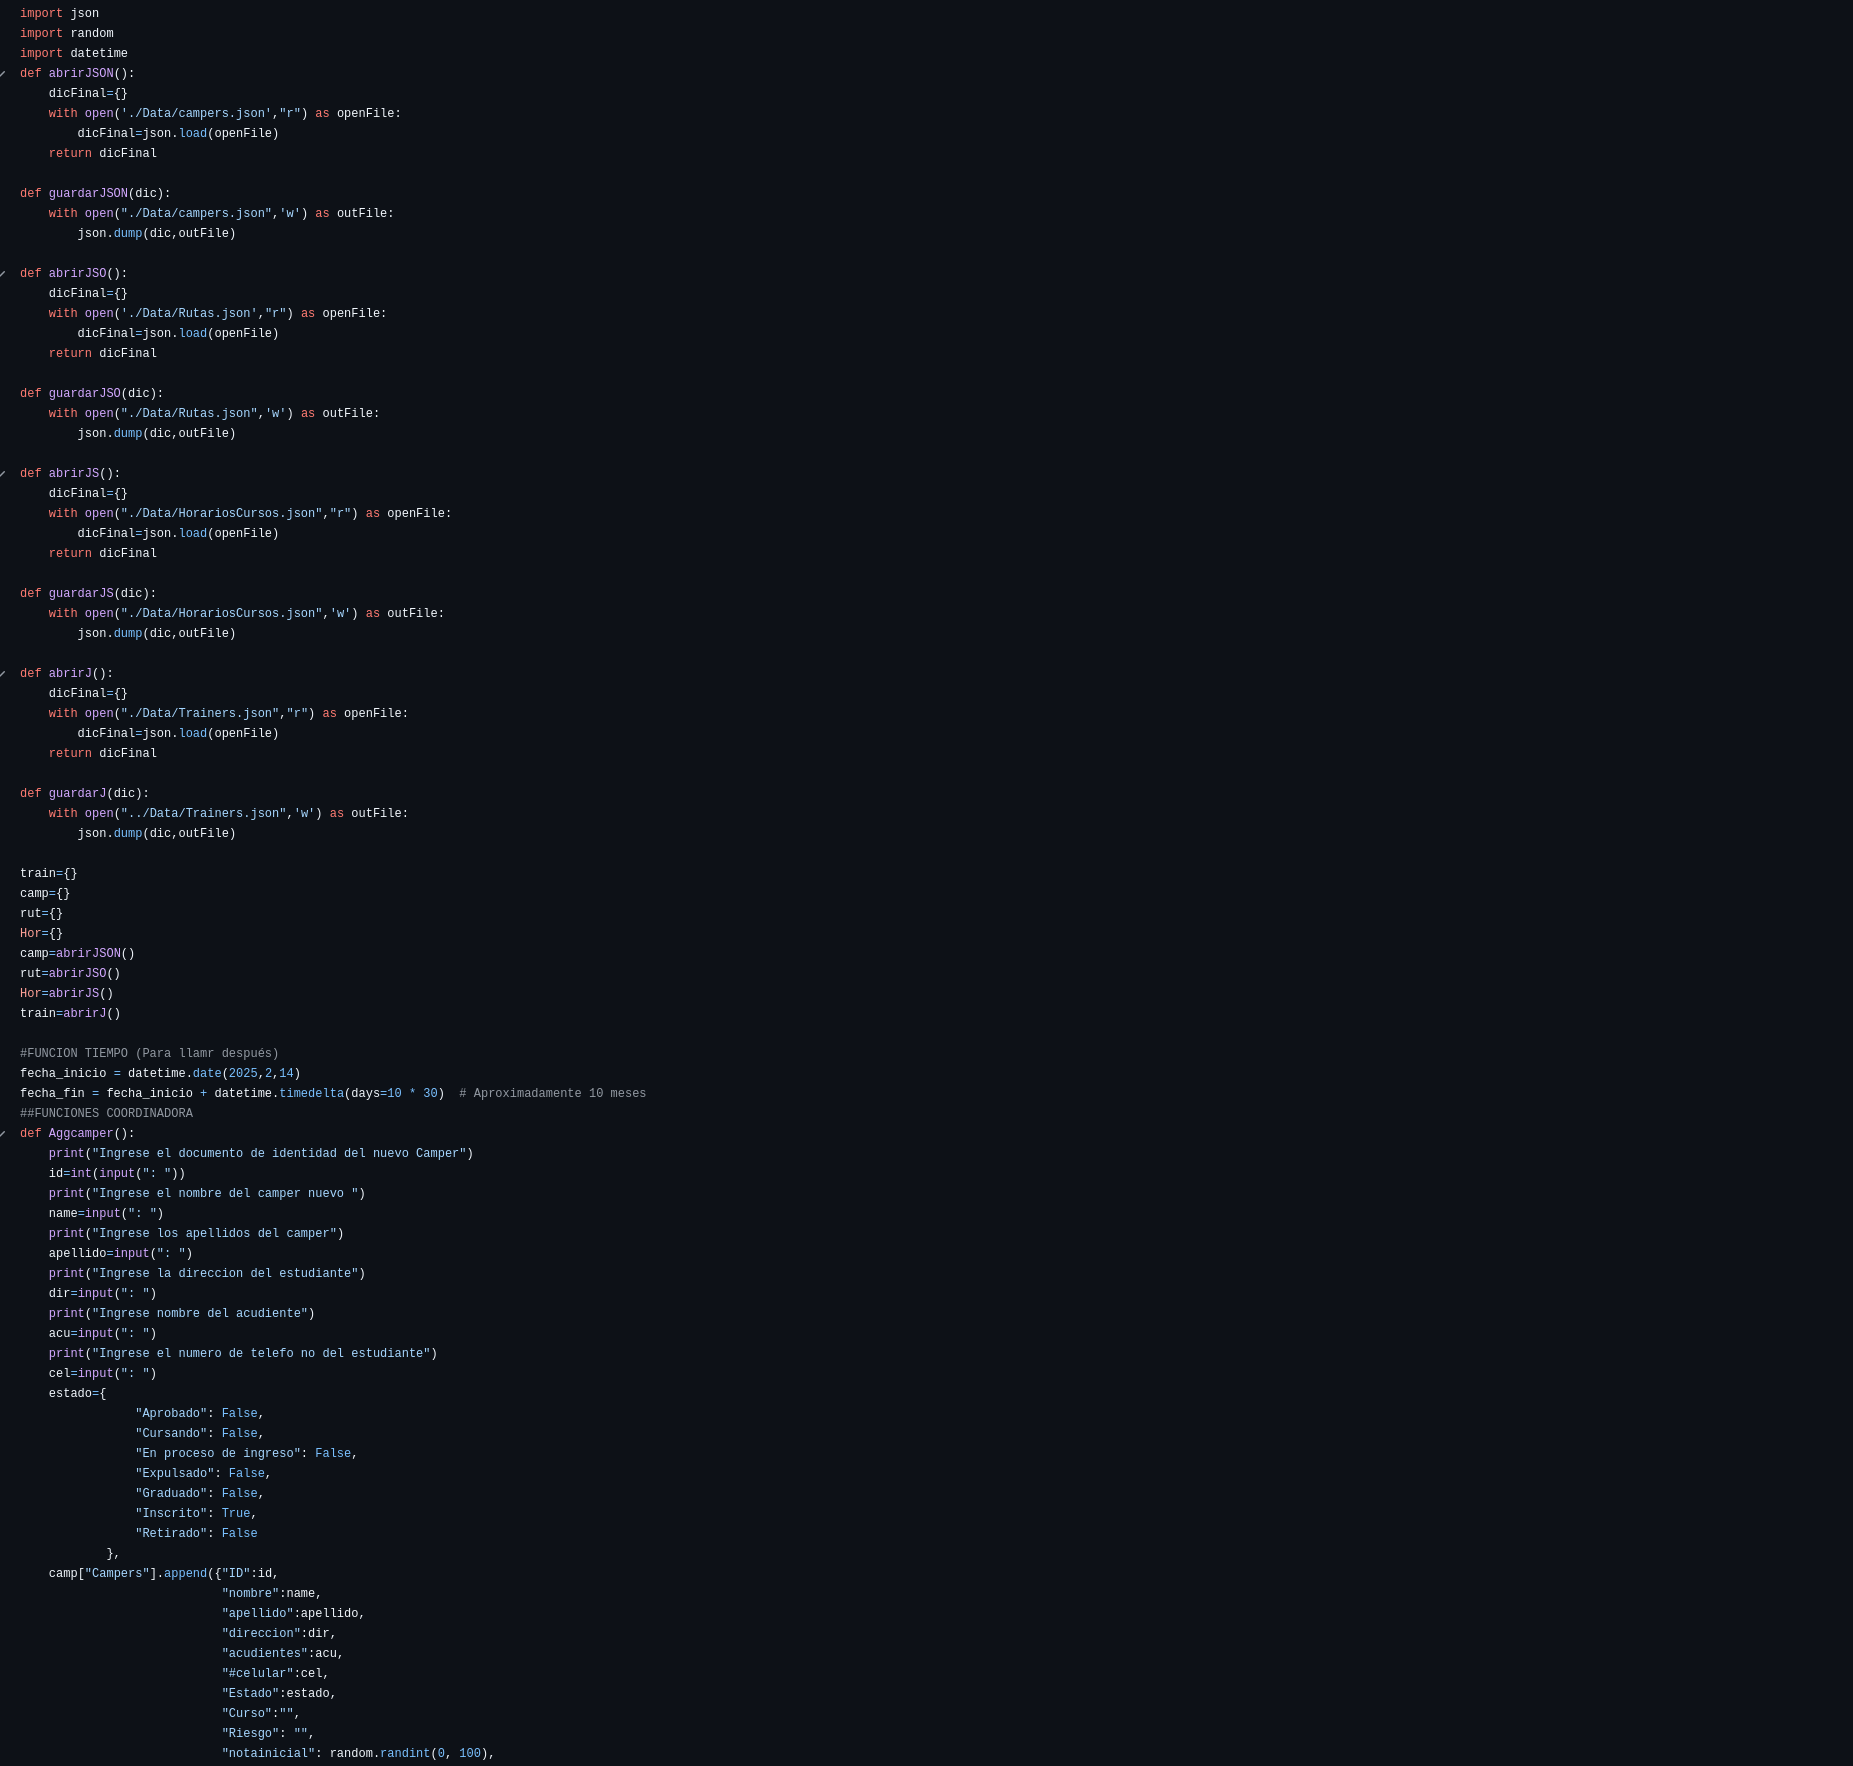 import json
import random
import datetime
def abrirJSON():
    dicFinal={}
    with open('./Data/campers.json',"r") as openFile:
        dicFinal=json.load(openFile)
    return dicFinal

def guardarJSON(dic):
    with open("./Data/campers.json",'w') as outFile:
        json.dump(dic,outFile)

def abrirJSO():
    dicFinal={}
    with open('./Data/Rutas.json',"r") as openFile:
        dicFinal=json.load(openFile)
    return dicFinal

def guardarJSO(dic):
    with open("./Data/Rutas.json",'w') as outFile:
        json.dump(dic,outFile)

def abrirJS():
    dicFinal={}
    with open("./Data/HorariosCursos.json","r") as openFile:
        dicFinal=json.load(openFile)
    return dicFinal

def guardarJS(dic):
    with open("./Data/HorariosCursos.json",'w') as outFile:
        json.dump(dic,outFile)

def abrirJ():
    dicFinal={}
    with open("./Data/Trainers.json","r") as openFile:
        dicFinal=json.load(openFile)
    return dicFinal

def guardarJ(dic):
    with open("../Data/Trainers.json",'w') as outFile:
        json.dump(dic,outFile)

train={}
camp={}
rut={}
Hor={}
camp=abrirJSON()
rut=abrirJSO()
Hor=abrirJS()
train=abrirJ()

#FUNCION TIEMPO (Para llamr después)
fecha_inicio = datetime.date(2025,2,14)
fecha_fin = fecha_inicio + datetime.timedelta(days=10 * 30)  # Aproximadamente 10 meses
##FUNCIONES COORDINADORA
def Aggcamper():
    print("Ingrese el documento de identidad del nuevo Camper")
    id=int(input(": "))
    print("Ingrese el nombre del camper nuevo ")
    name=input(": ")
    print("Ingrese los apellidos del camper")
    apellido=input(": ")
    print("Ingrese la direccion del estudiante")
    dir=input(": ")
    print("Ingrese nombre del acudiente")
    acu=input(": ")
    print("Ingrese el numero de telefo no del estudiante")
    cel=input(": ")
    estado={
                "Aprobado": False,
                "Cursando": False,
                "En proceso de ingreso": False,
                "Expulsado": False,
                "Graduado": False,
                "Inscrito": True,
                "Retirado": False
            },
    camp["Campers"].append({"ID":id,
                            "nombre":name,
                            "apellido":apellido,
                            "direccion":dir,
                            "acudientes":acu,
                            "#celular":cel,
                            "Estado":estado,
                            "Curso":"",
                            "Riesgo": "",
                            "notainicial": random.randint(0, 100),